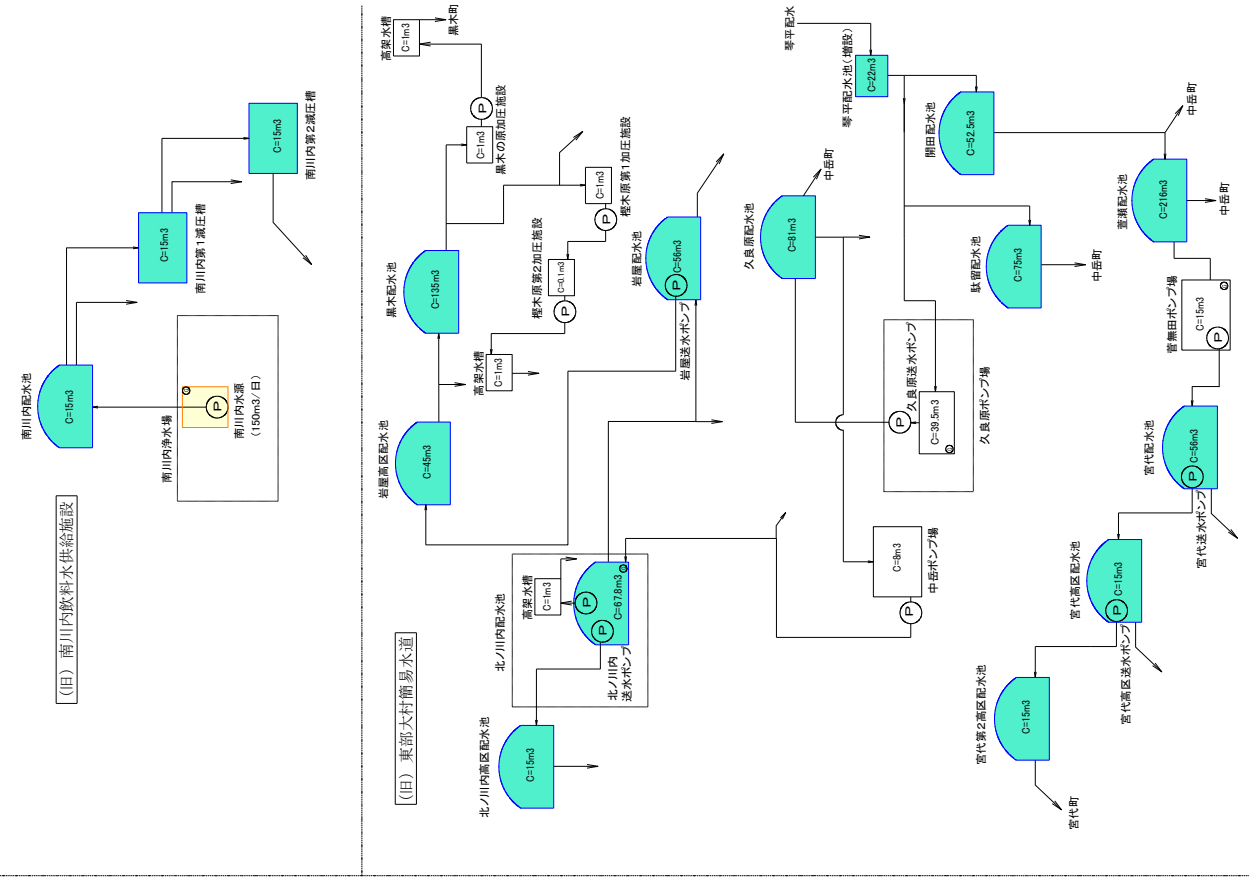 (旧) 南川内飲料水供給施設
南川内配水池
C=15m3
南川内浄水場
P
南川内水源
(150m3/日)
南川内第1減圧槽
C=15m3
南川内第2減圧槽
C=15m3
(旧) 東部大村簡易水道
高架水槽
C=1m3
黒木町
P
C=1m3
黒木の原加圧施設
黒木配水池
C=135m3
C=1m3
樫木原第1加圧施設
P
樫木原第2加圧施設
C=0.1m3
P
高架水槽
C=1m3
岩屋高区配水池
C=45m3
岩屋配水池
P
C=56m3
岩屋送水ポンプ
北ノ川内配水池
高架水槽
C=1m3
P
P
C=67.8m3
北ノ川内
送水ポンプ
北ノ川内高区配水池
C=15m3
久良原配水池
C=81m3
中岳町
久良原送水ポンプ
P
C=39.5m3
久良原ポンプ場
C=8m3
中岳ポンプ場
P
琴平配水
琴平配水池(増設)
C=22m3
開田配水池
C=52.5m3
中岳町
駄留配水池
C=75m3
中岳町
萱瀬配水池
C=216m3
中岳町
菅無田ポンプ場
C=15m3
P
宮代配水池
P
C=56m3
宮代送水ポンプ
宮代高区配水池
P
C=15m3
宮代高区送水ポンプ
宮代第2高区配水池
C=15m3
宮代町